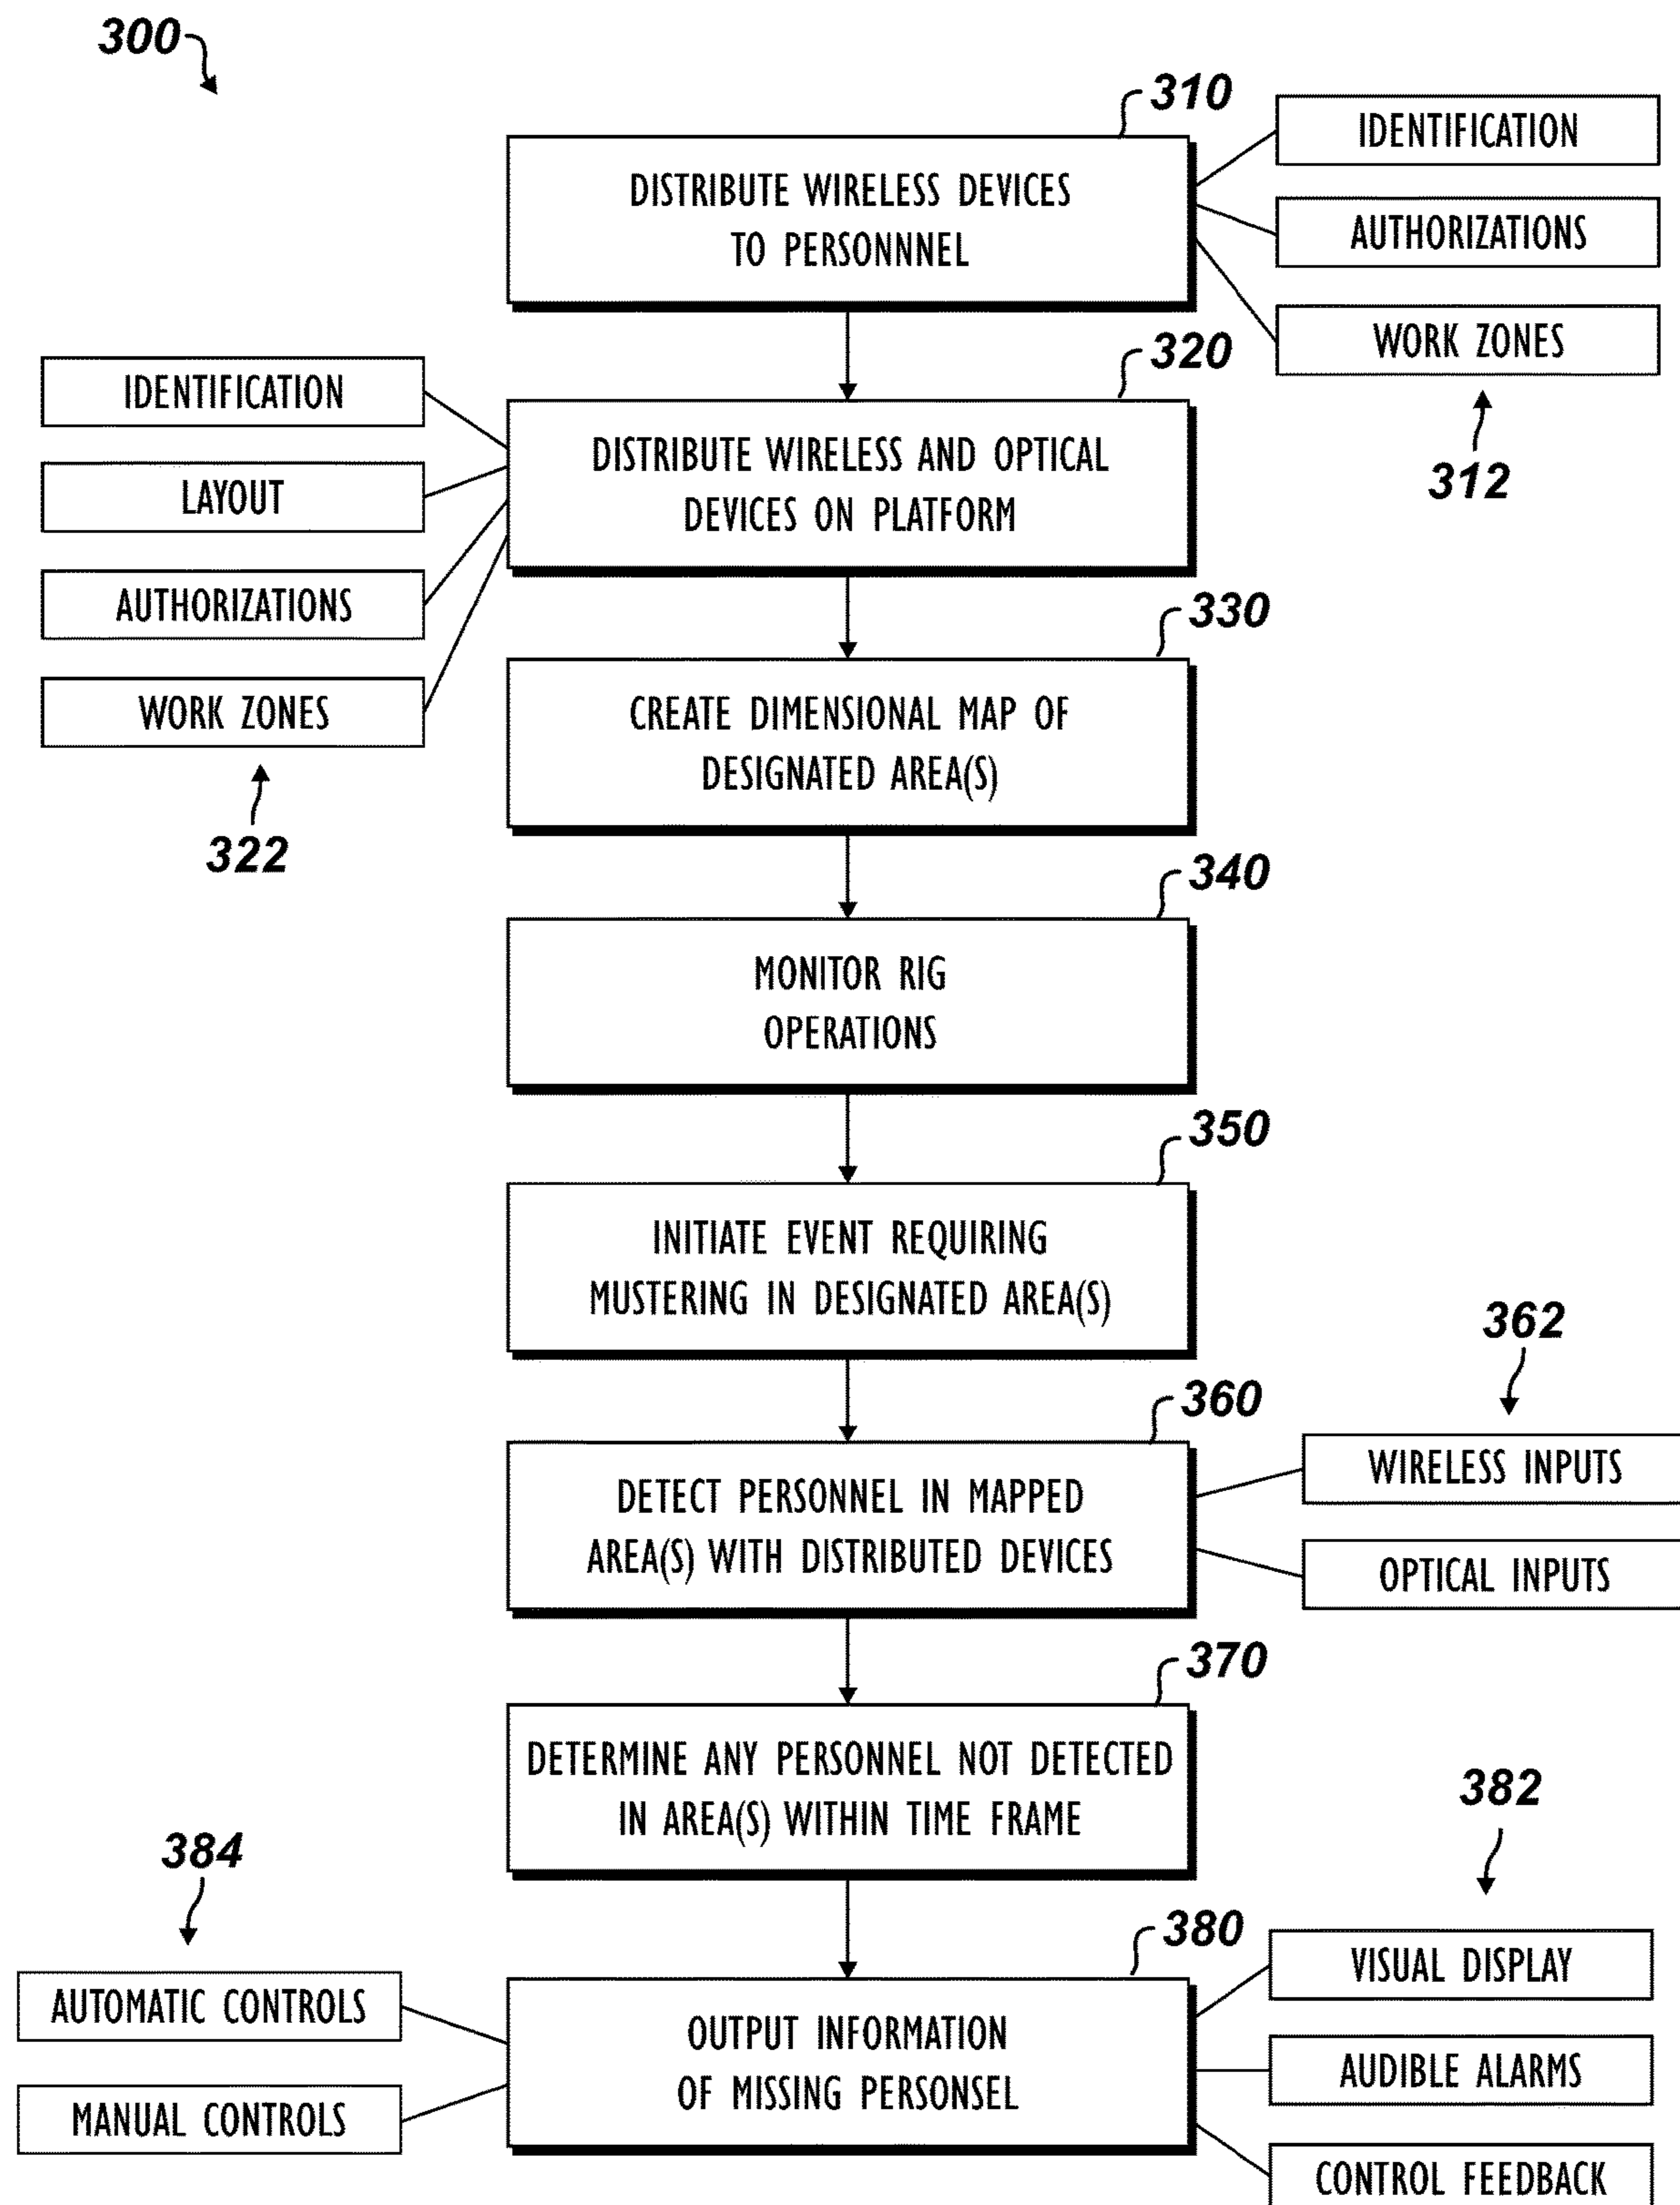 300
310
DISTRIBUTE WIRELESS DEVICES
TO PERSONNNEL
IDENTIFICATION
AUTHORIZATIONS
WORK ZONES
312
320
DISTRIBUTE WIRELESS AND OPTICAL
DEVICES ON PLATFORM
IDENTIFICATION
LAYOUT
AUTHORIZATIONS
WORK ZONES
322
330
CREATE DIMENSIONAL MAP OF
DESIGNATED AREA(S)
340
MONITOR RIG
OPERATIONS
350
INITIATE EVENT REQUIRING
MUSTERING IN DESIGNATED AREA(S)
360
DETECT PERSONNEL IN MAPPED
AREA(S) WITH DISTRIBUTED DEVICES
362
WIRELESS INPUTS
OPTICAL INPUTS
370
DETERMINE ANY PERSONNEL NOT DETECTED
IN AREA(S) WITHIN TIME FRAME
380
OUTPUT INFORMATION
OF MISSING PERSONSEL
382
VISUAL DISPLAY
AUDIBLE ALARMS
CONTROL FEEDBACK
384
AUTOMATIC CONTROLS
MANUAL CONTROLS